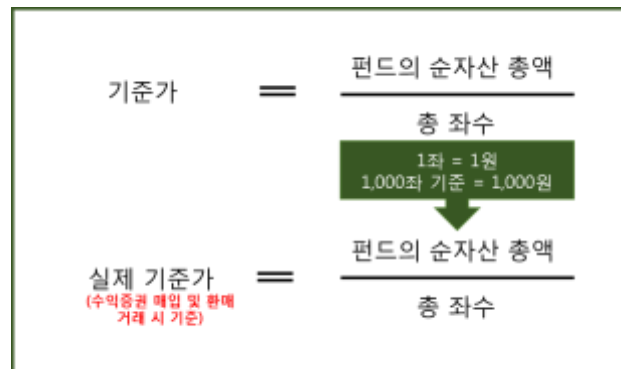 기준가 = 펀드의 순자산 총액
총 좌수
1좌 = 1원
1,000좌 기준 = 1,000원
실제 기준가 = 펀드의 순자산 총액
(수익증권 매입 및 환매
거래 시 기준)
총 좌수